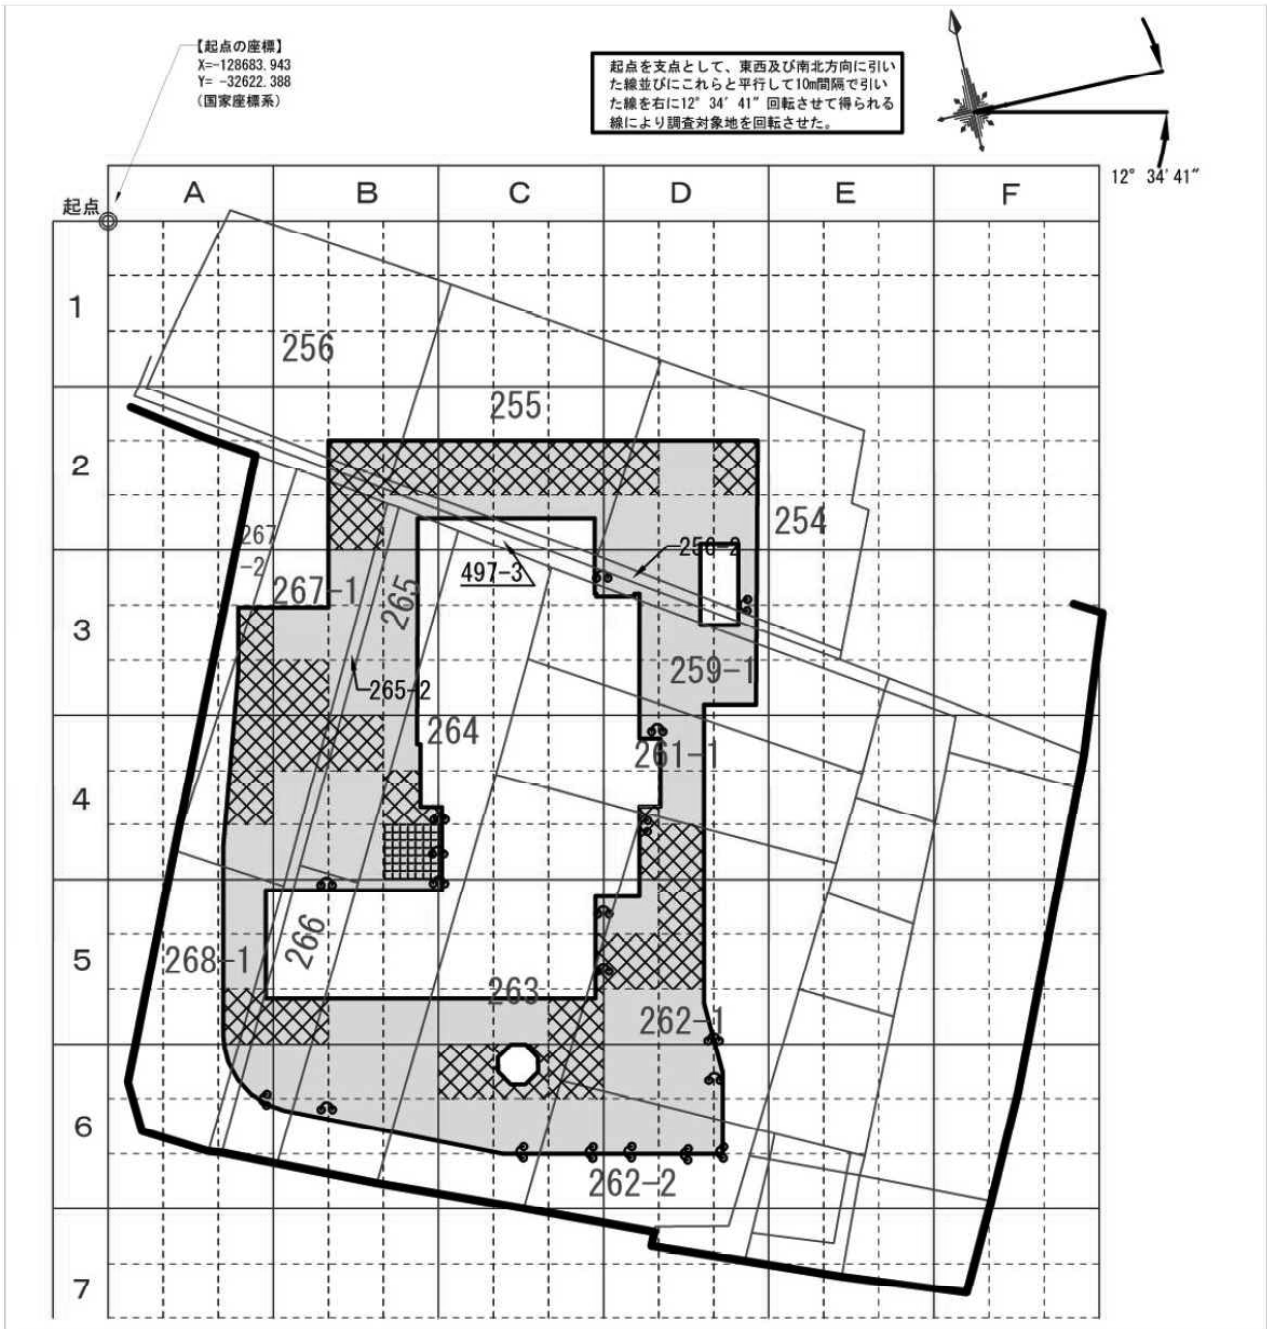 【起点の座標】
X=-128683.943
Y= -32622.388
(国家座標系)
起点を支点として、東西及び南北方向に引い
た線並びにこれらと平行して10m間隔で引い
た線を右に12° 34′ 41″ 回転させて得られる
線により調査対象地を回転させた。
12° 34′ 41″
起点
A B C D E F
1
256
255
2
254
267
-2
256-2
497-3
267-1
265
3
259-1
265-2
264
261-1
4
266
268-1
5
263
262-1
6
262-2
7